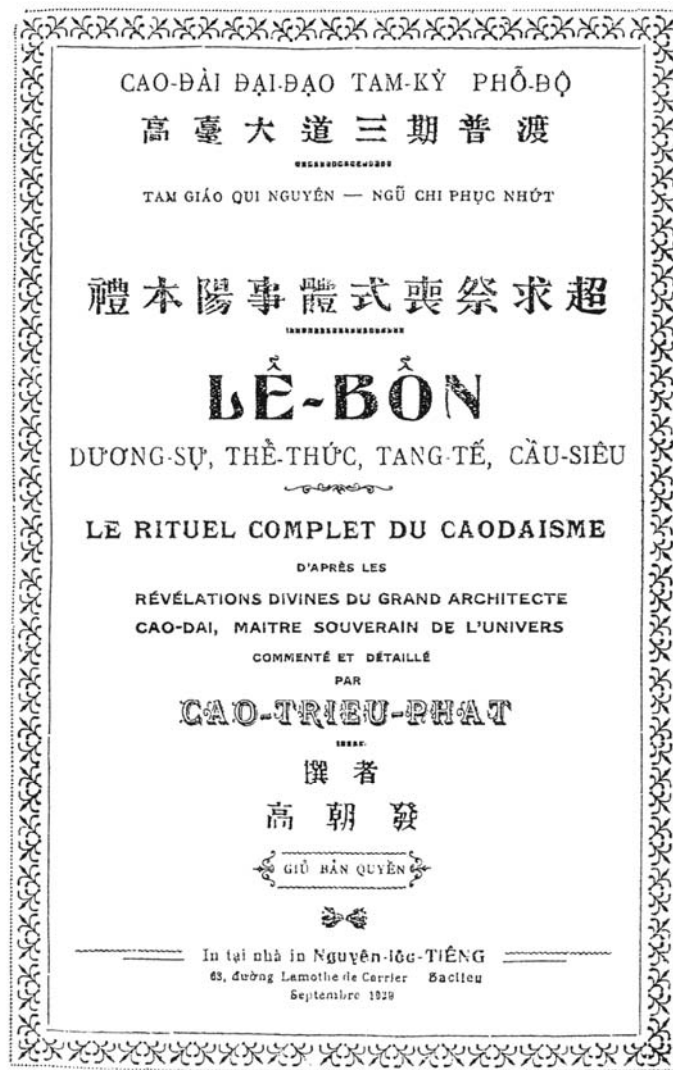 CAO-ĐÀI ĐẠI-ĐẠO TAM-KỲ PHỔ-ĐỘ
高臺大道三期普渡
TAM GIÁO QUI NGUYÊN — NGŨ CHI PHỤC NHỨT
禮本陽事體式喪祭求超
LỄ-BỔN
DƯƠNG-SỰ, THỂ-THỨC, TANG-TẾ, CẦU-SIÊU
LE RITUEL COMPLET DU CAODAISME
D'APRÈS LES
RÉVÉLATIONS DIVINES DU GRAND ARCHITECTE
CAO-DAI, MAITRE SOUVERAIN DE L'UNIVERS
COMMENTÉ ET DÉTAILLÉ
PAR
CAO-TRIEU-PHAT
撰者
高朝發
GIỮ BẢN QUYỀN
In tại nhà in Nguyên-lôc-TIÊNG
63, đường Lamothe de Carrier Baclieu
Septembre 1939